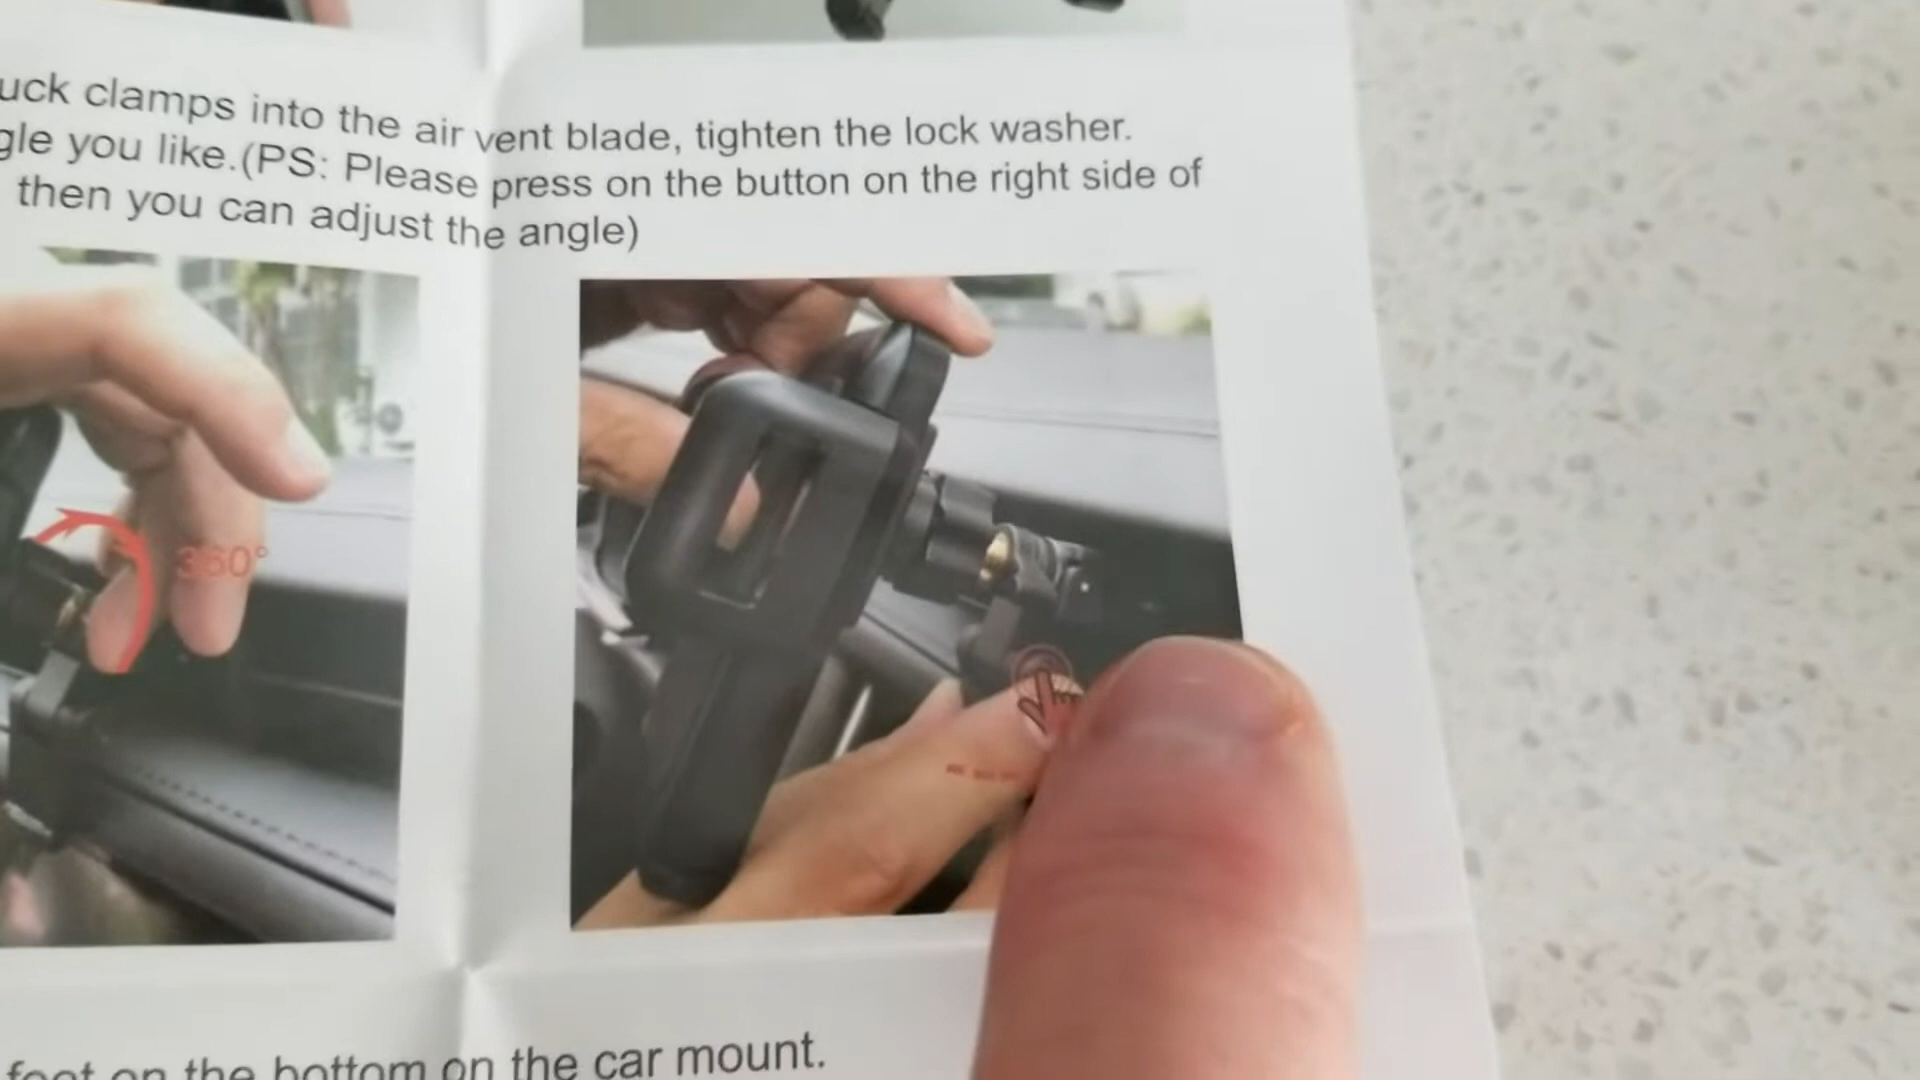 uck clamps into the air vent blade, tighten the lock washer.
gle you like.(PS: Please press on the button on the right side of
then you can adjust the angle)
360°
foot on the bottom on the car mount.